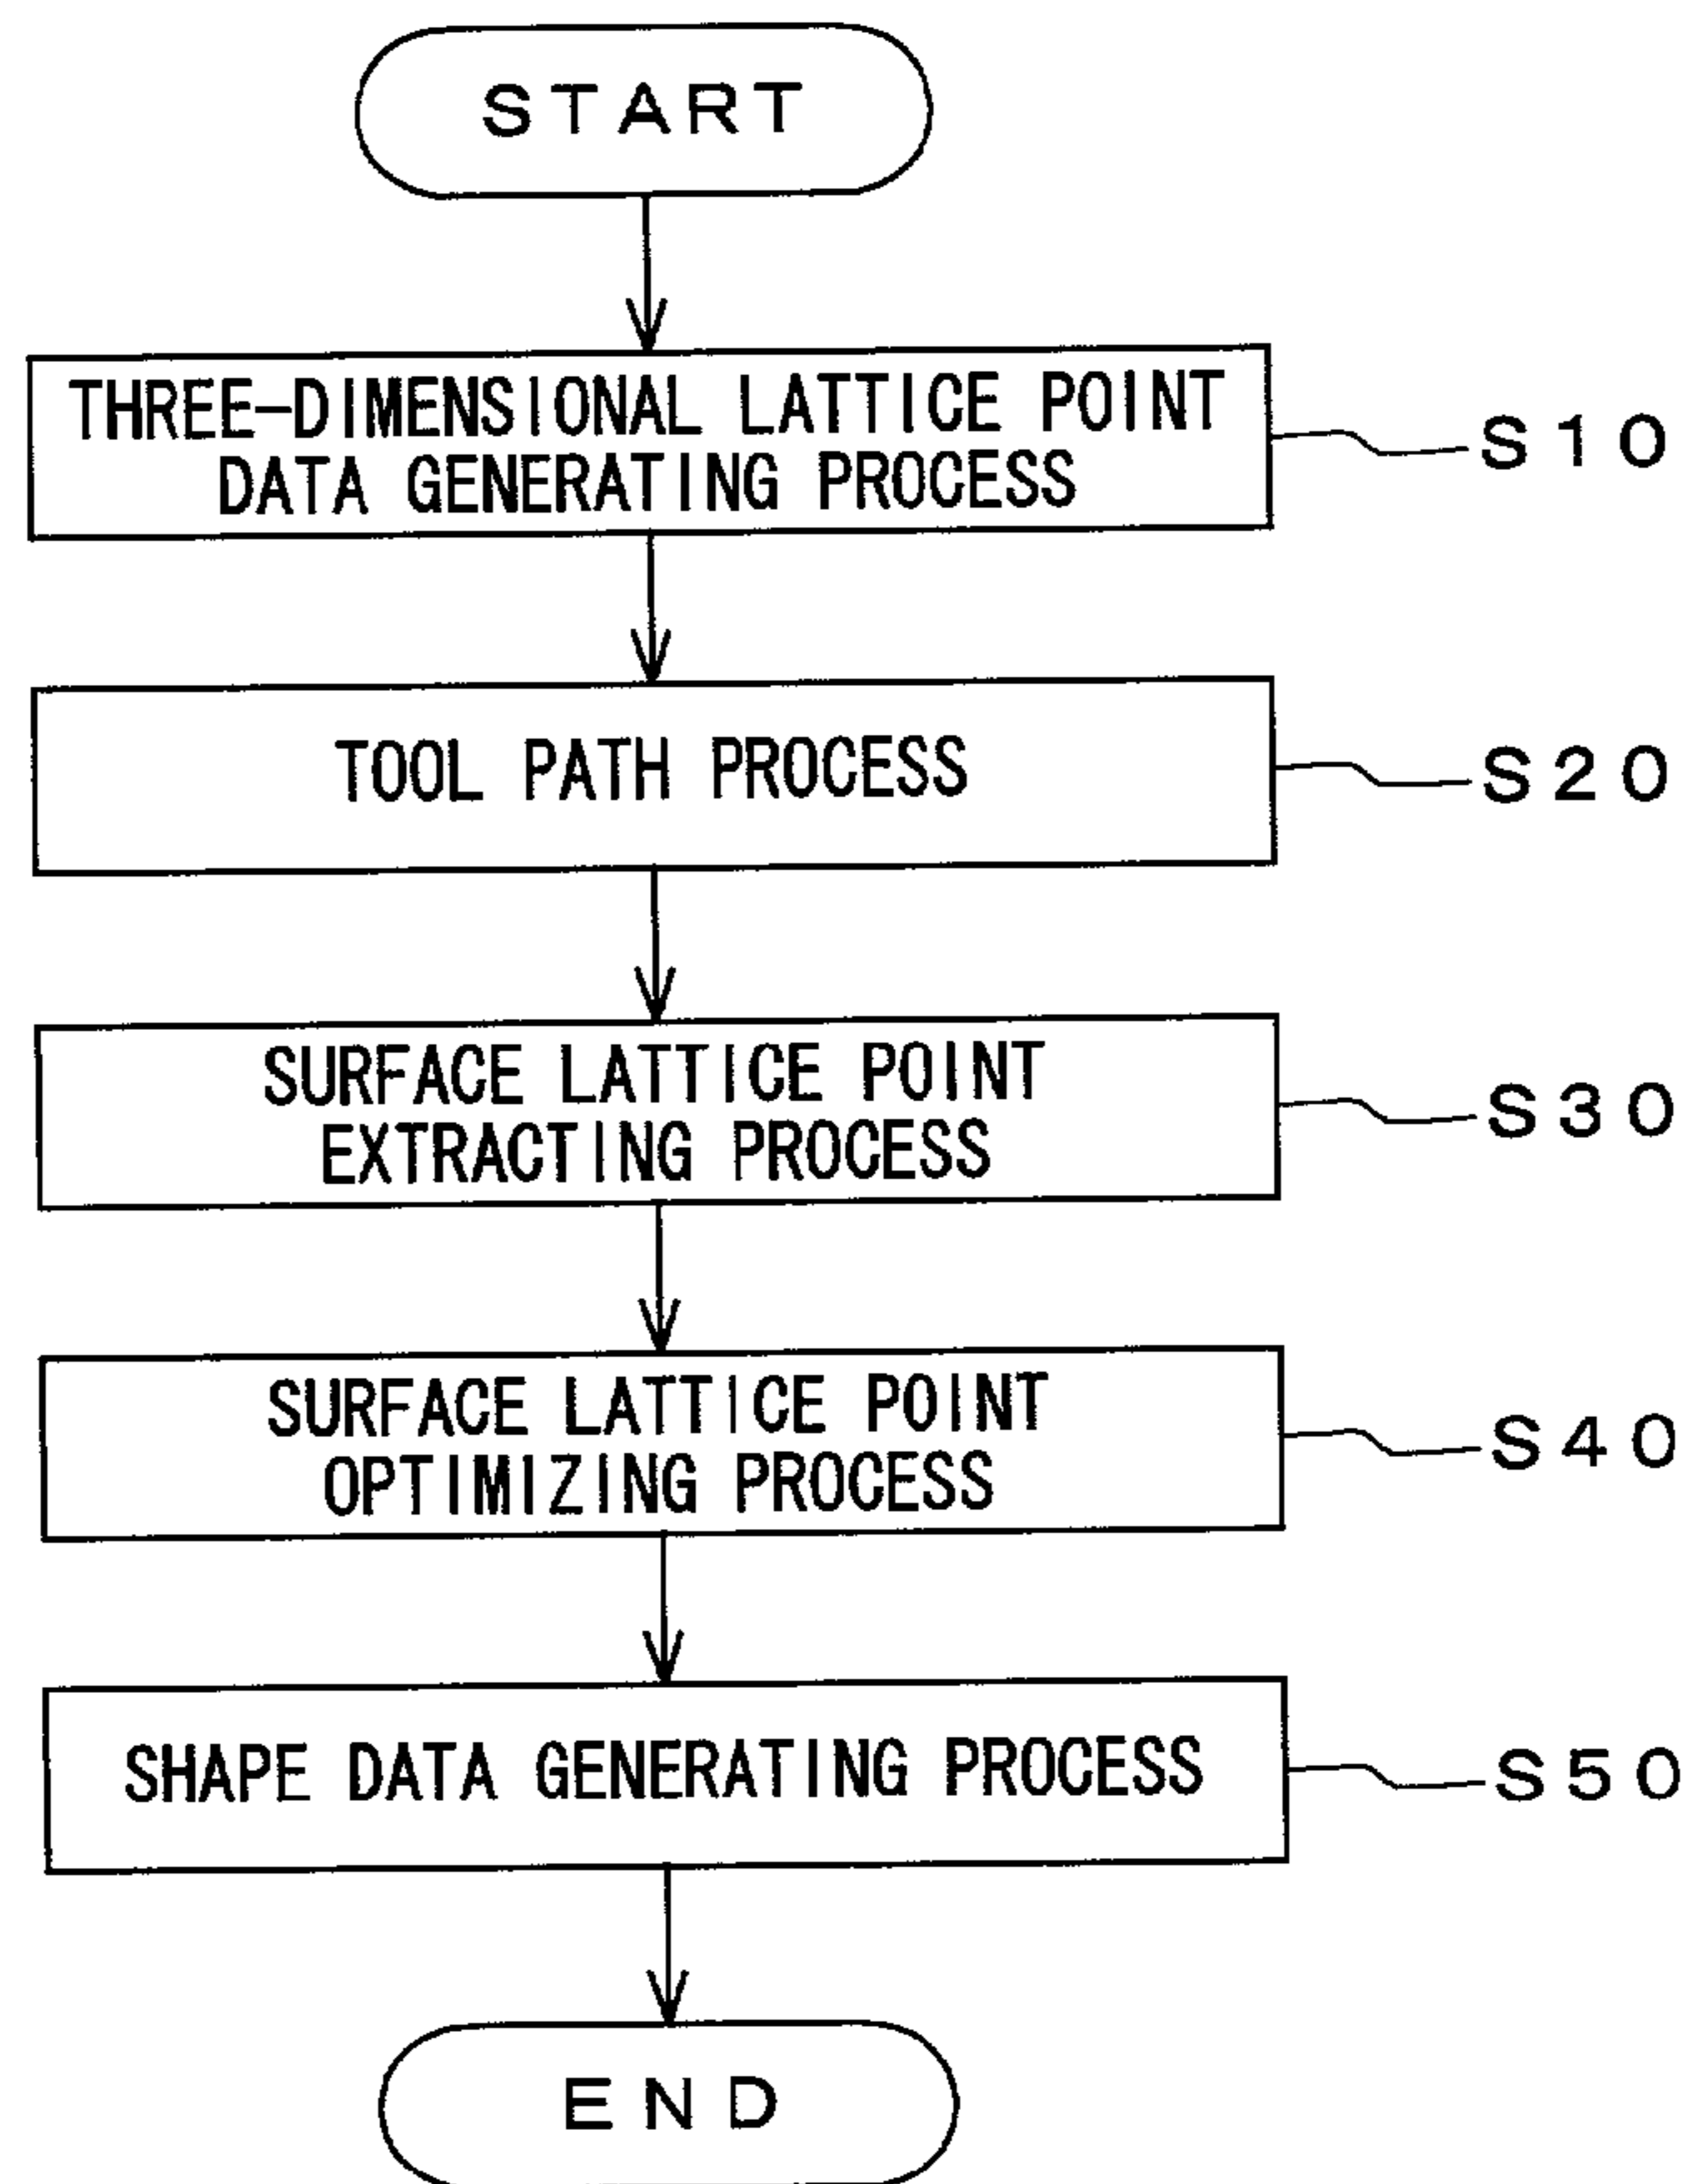 START
THREE-DIMENSIONAL LATTICE POINT
DATA GENERATING PROCESS
S10
TOOL PATH PROCESS
S20
SURFACE LATTICE POINT
EXTRACTING PROCESS
S30
SURFACE LATTICE POINT
OPTIMIZING PROCESS
S40
SHAPE DATA GENERATING PROCESS
S50
END